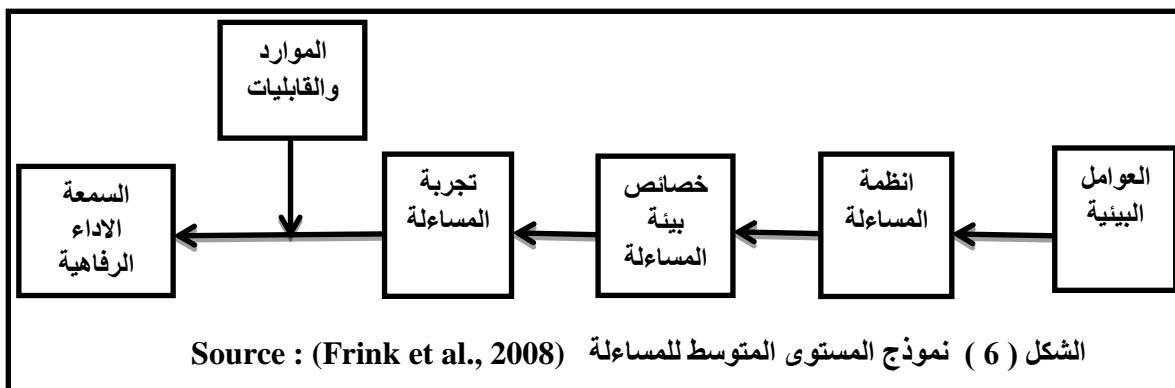 الموارد
والقابليات
العوامل
البيئية
انظمة
المساءلة
خصائص
بيئة
المساءلة
تجربة
المساءلة
السمعة
الاداء
الرفاهية
الشكل ( 6 ) نموذج المستوى المتوسط للمساءلة Source : (Frink et al., 2008)